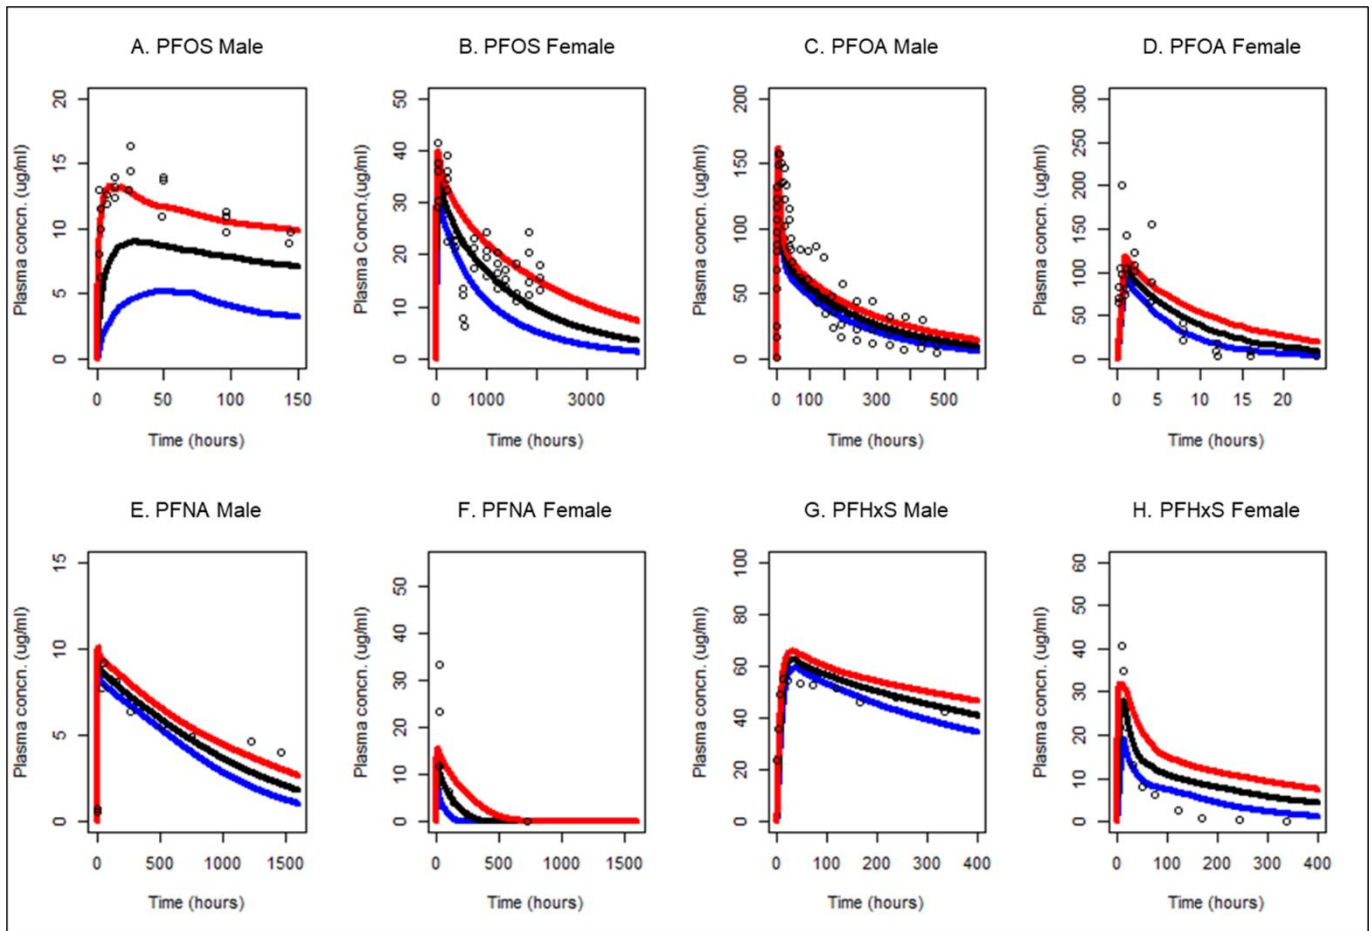 A. PFOS Male
B. PFOS Female
C. PFOA Male
D. PFOA Female
Plasma concn. (ug/ml)
0 5 10 15 20
0 50 100 150
Time (hours)
Plasma Concn.(ug/ml)
0 10 20 30 40 50
0 1000 3000
Time (hours)
Plasma concn. (ug/ml)
0 50 100 150 200
0 100 300 500
Time (hours)
Plasma concn. (ug/ml)
0 50 100 150 200 250 300
0 5 10 15 20
Time (hours)
E. PFNA Male
F. PFNA Female
G. PFHxS Male
H. PFHxS Female
Plasma concn. (ug/ml)
0 5 10 15
0 500 1000 1500
Time (hours)
Plasma concn. (ug/ml)
0 10 20 30 40 50
0 500 1000 1500
Time (hours)
Plasma concn. (ug/ml)
0 20 40 60 80 100
0 100 200 300 400
Time (hours)
Plasma concn. (ug/ml)
0 10 20 30 40 50 60
0 100 200 300 400
Time (hours)